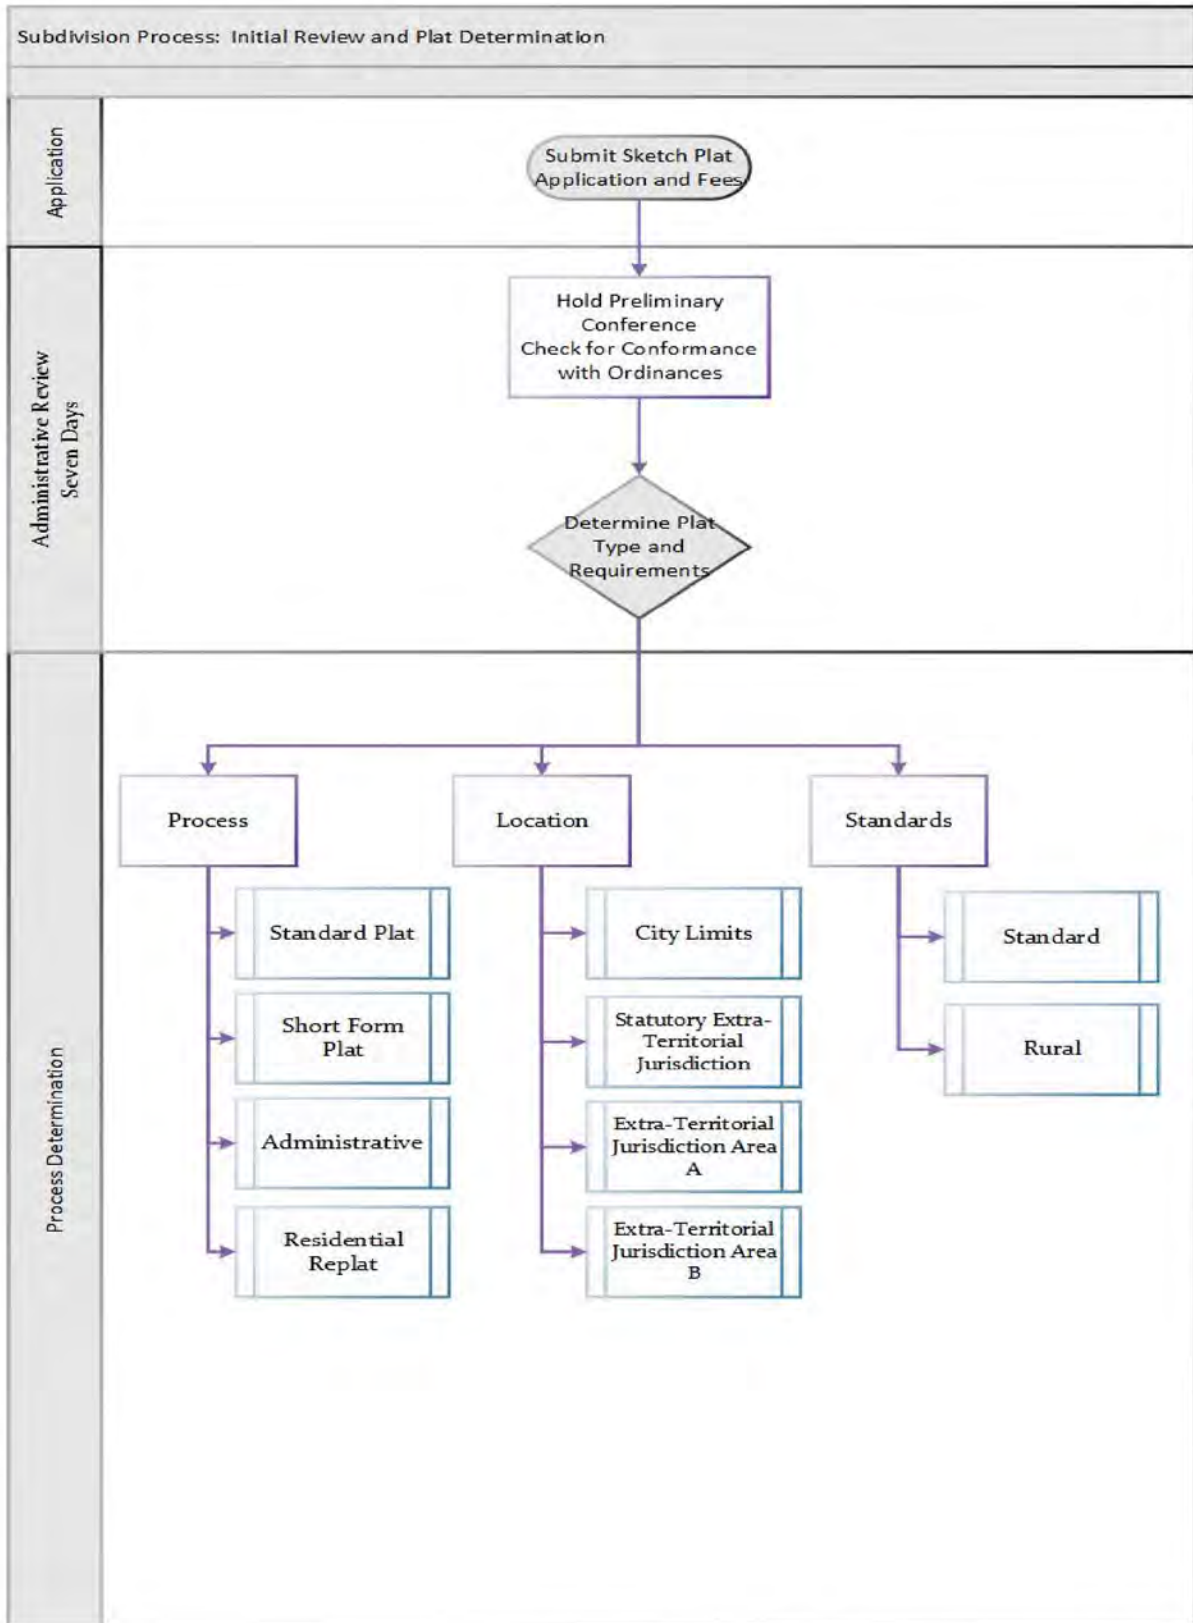 Subdivision Process: Initial Review and Plat Determination
Application
Submit Sketch Plat
Application and Fees
Administrative Review
Seven Days
Hold Preliminary
Conference
Check for Conformance
with Ordinances
Determine Plat
Type and
Requirements
Process Determination
Process
Location
Standards
Standard Plat
Short Form
Plat
Administrative
Residential
Replat
City Limits
Statutory Extra-
Territorial
Jurisdiction
Extra-Territorial
Jurisdiction Area
A
Extra-Territorial
Jurisdiction Area
B
Standard
Rural